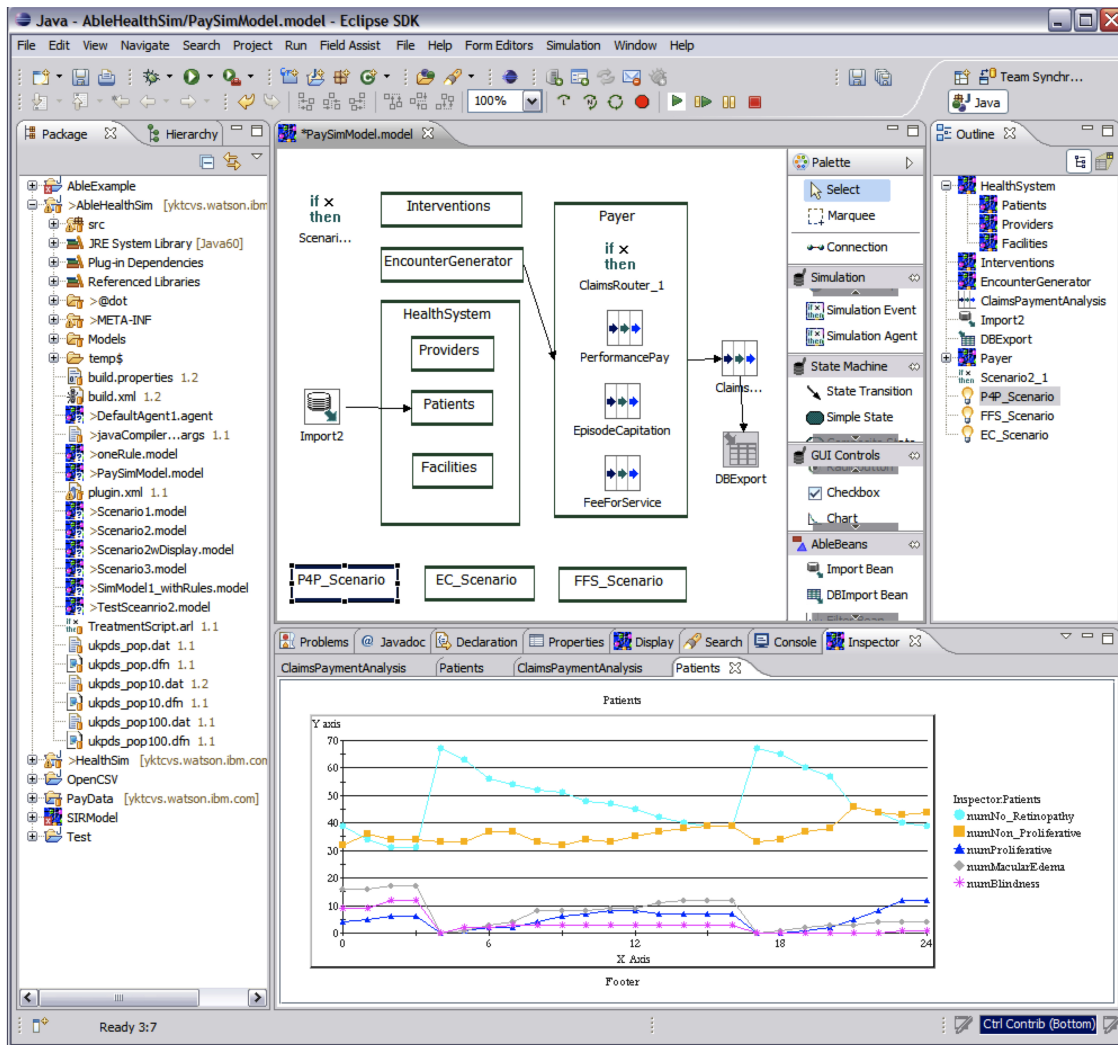 Java - AbleHealthSim/PaySimModel.model - Eclipse SDK
File Edit View Navigate Search Project Run Field Assist File Help Form Editors Simulation Window Help
Team Synchr...
100%
Java
Package
Hierarchy
AbleExample
>AbleHealthSim [yktcvs.watson.ibm
src
JRE System Library [Java60]
Plug-in Dependencies
Referenced Libraries
>@dot
>META-INF
Models
temp$
build.properties 1.2
build.xml 1.2
>DefaultAgent1.agent
>javaCompiler...args 1.1
>oneRule.model
>PaySimModel.model
plugin.xml 1.1
>Scenario1.model
>Scenario2.model
>Scenario2wDisplay.model
>Scenario3.model
>SimModel1_withRules.model
>TestSceanrio2.model
TreatmentScript.arl 1.1
ukpds_pop.dat 1.1
ukpds_pop.dfn 1.1
ukpds_pop10.dat 1.2
ukpds_pop10.dfn 1.1
ukpds_pop100.dat 1.1
ukpds_pop100.dfn 1.1
>HealthSim [yktcvs.watson.ibm.con
OpenCSV
PayData [yktcvs.watson.ibm.com]
SIRModel
Test
*PaySimModel.model
if x
then
Scenari...
Interventions
EncounterGenerator
HealthSystem
Providers
Patients
Facilities
Import2
Payer
if x
then
ClaimsRouter_1
PerformancePay
EpisodeCapitation
FeeForService
Claims...
DBExport
P4P_Scenario
EC_Scenario
FFS_Scenario
Palette
Select
Marquee
Connection
Simulation
if x
then
Simulation Event
if x
then
Simulation Agent
State Machine
State Transition
Simple State
Composite State
GUI Controls
RadioButton
Checkbox
Chart
AbleBeans
Import Bean
DBImport Bean
Outline
HealthSystem
Patients
Providers
Facilities
Interventions
EncounterGenerator
ClaimsPaymentAnalysis
Import2
DBExport
Payer
if x
then
Scenario2_1
P4P_Scenario
FFS_Scenario
EC_Scenario
Problems
@ Javadoc
Declaration
Properties
Display
Search
Console
Inspector
ClaimsPaymentAnalysis
Patients
ClaimsPaymentAnalysis
Patients
Patients
Y axis
70
60
50
40
30
20
10
0
0 6 12 18 24
X Axis
Footer
Inspector:Patients
numNo_Retinopathy
numNon_Proliferative
numProliferative
numMacularEdema
numBlindness
Ready 3:7
Ctrl Contrib (Bottom)